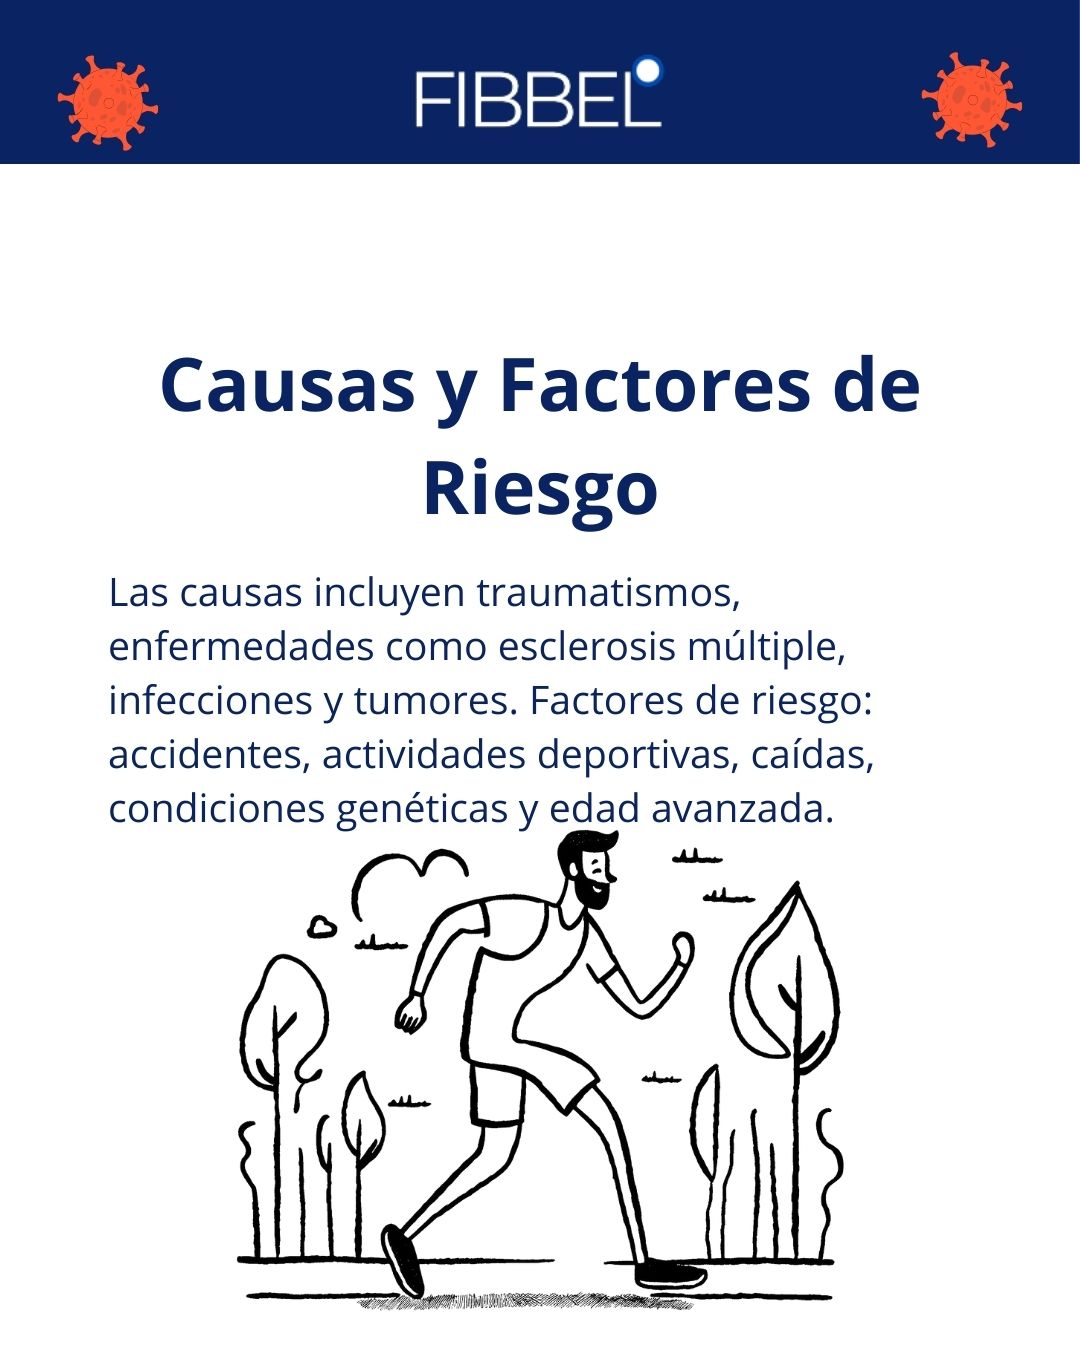 FIBBEL
Causas y Factores de
Riesgo
Las causas incluyen traumatismos,
enfermedades como esclerosis múltiple,
infecciones y tumores. Factores de riesgo:
accidentes, actividades deportivas, caídas,
condiciones genéticas y edad avanzada.